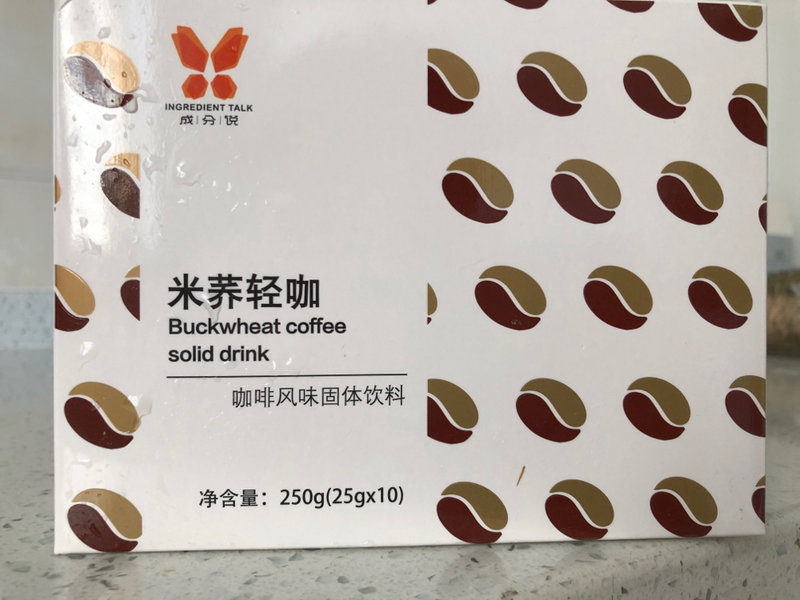 INGREDIENT TALK
成|分|说
米荞轻咖
Buckwheat coffee
solid drink
咖啡风味固体饮料
净含量：250g(25gx10)